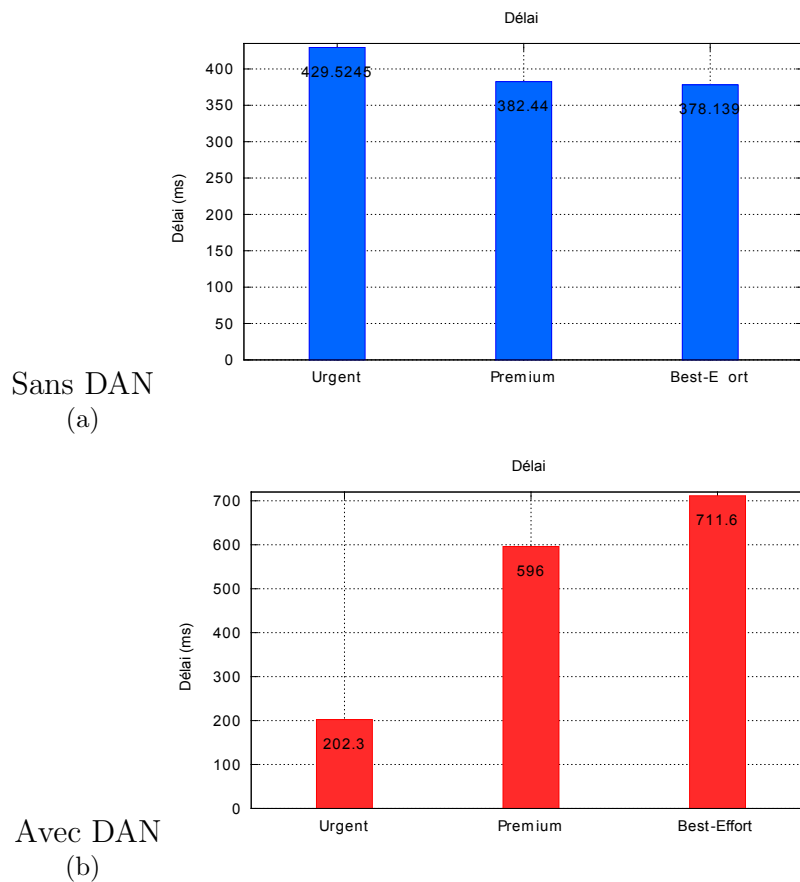 Délai
400
350
300
250
200
150
100
50
0
Délai (ms)
429.5245
382.44
378.139
Urgent Premium Best-E ort
Sans DAN
(a)
Délai
700
600
500
400
300
200
100
0
Délai (ms)
202.3
596
711.6
Urgent Premium Best-Effort
Avec DAN
(b)